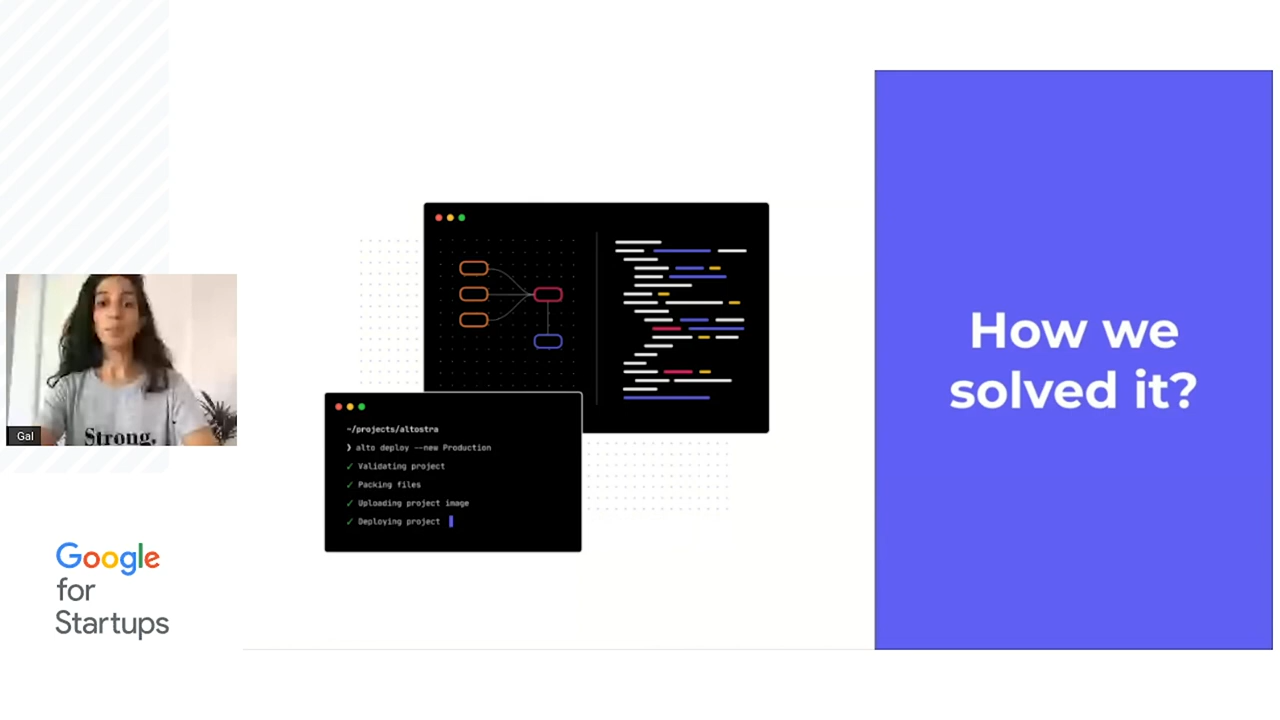 Gal
Strong.
Google
for
Startups
~/projects/altostra
❯ alto deploy --new Production
✓ Validating project
✓ Packing files
✓ Uploading project image
✓ Deploying project
How we
solved it?